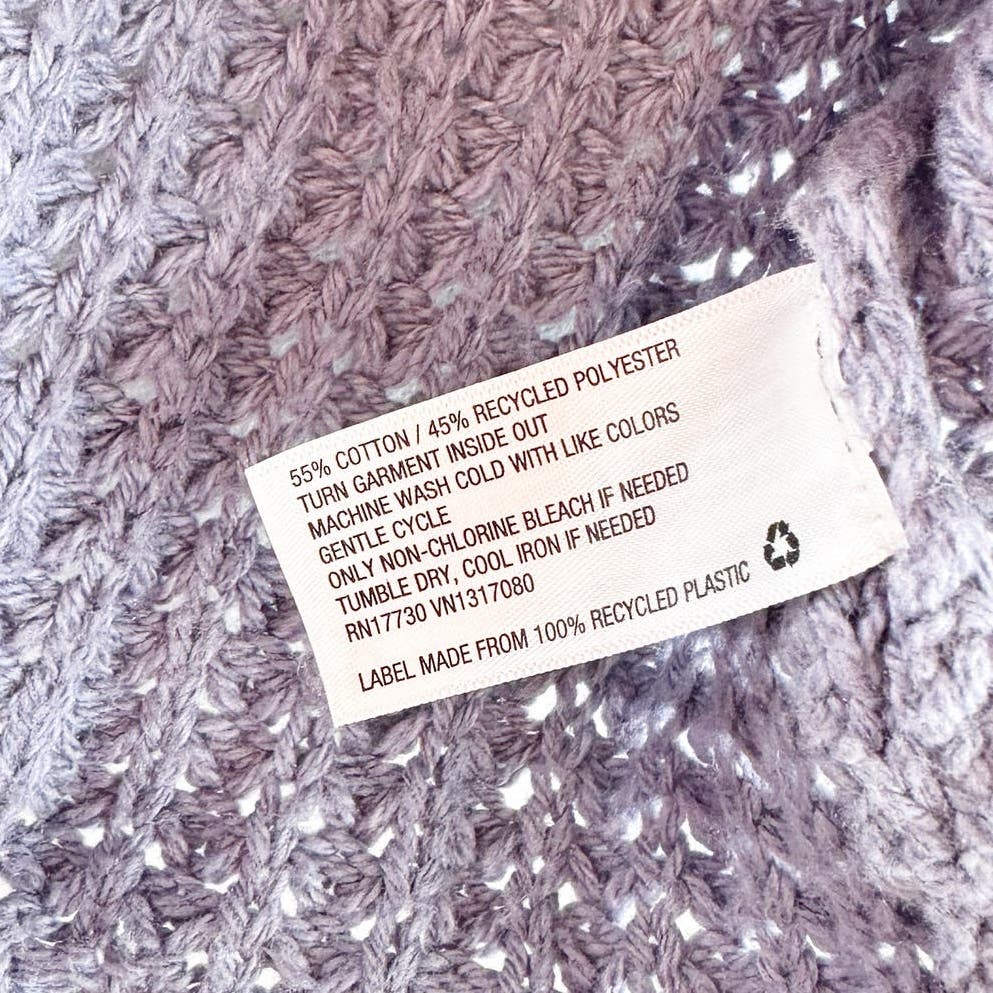 55% COTTON / 45% RECYCLED POLYESTER
TURN GARMENT INSIDE OUT
MACHINE WASH COLD WITH LIKE COLORS
GENTLE CYCLE
ONLY NON-CHLORINE BLEACH IF NEEDED
TUMBLE DRY, COOL IRON IF NEEDED
RN17730 VN1317080
LABEL MADE FROM 100% RECYCLED PLASTIC